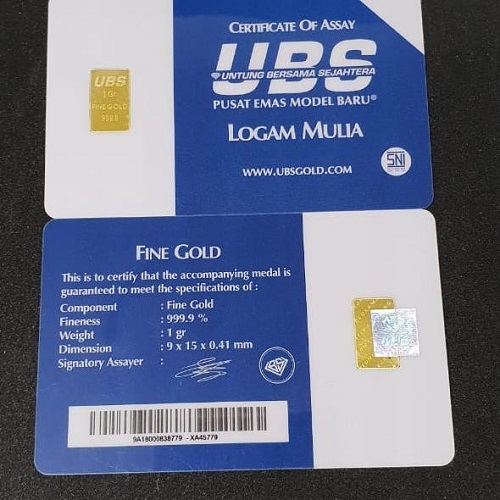 CERTIFICATE OF ASSAY
UBS
UNTUNG BERSAMA SEJAHTERA
PUSAT EMAS MODEL BARU®
LOGAM MULIA
WWW.UBSGOLD.COM
SNI
UBS
1 Gr
FINE GOLD
999.9
FINE GOLD
This is to certify that the accompanying medal is
guaranteed to meet the specifications of :
Component : Fine Gold
Fineness : 999.9 %
Weight : 1 gr
Dimension : 9 x 15 x 0.41 mm
Signatory Assayer :
9A18000838779 - XA45779